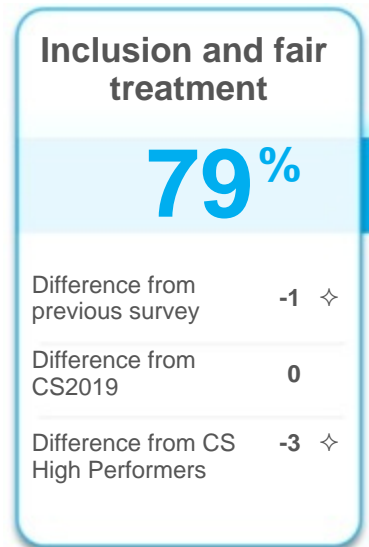 Inclusion and fair
treatment
79%
Difference from
previous survey -1 ✧
Difference from
CS2019 0
Difference from CS -3 ✧
High Performers